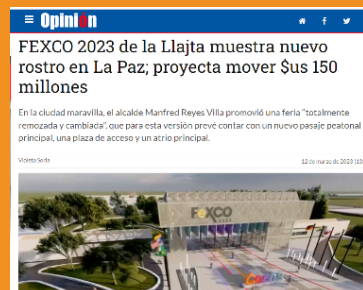 Opinión
FEXCO 2023 de la Llajta muestra nuevo
rostro en La Paz; proyecta mover $us 150
millones
En la ciudad maravilla, el alcalde Manfred Reyes Villa promovió una feria "totalmente
remozada y cambiada", que para esta versión prevé contar con un nuevo pasaje peatonal
principal, una plaza de acceso y un atrio principal.
12 de marzo de 2023
FEXCO